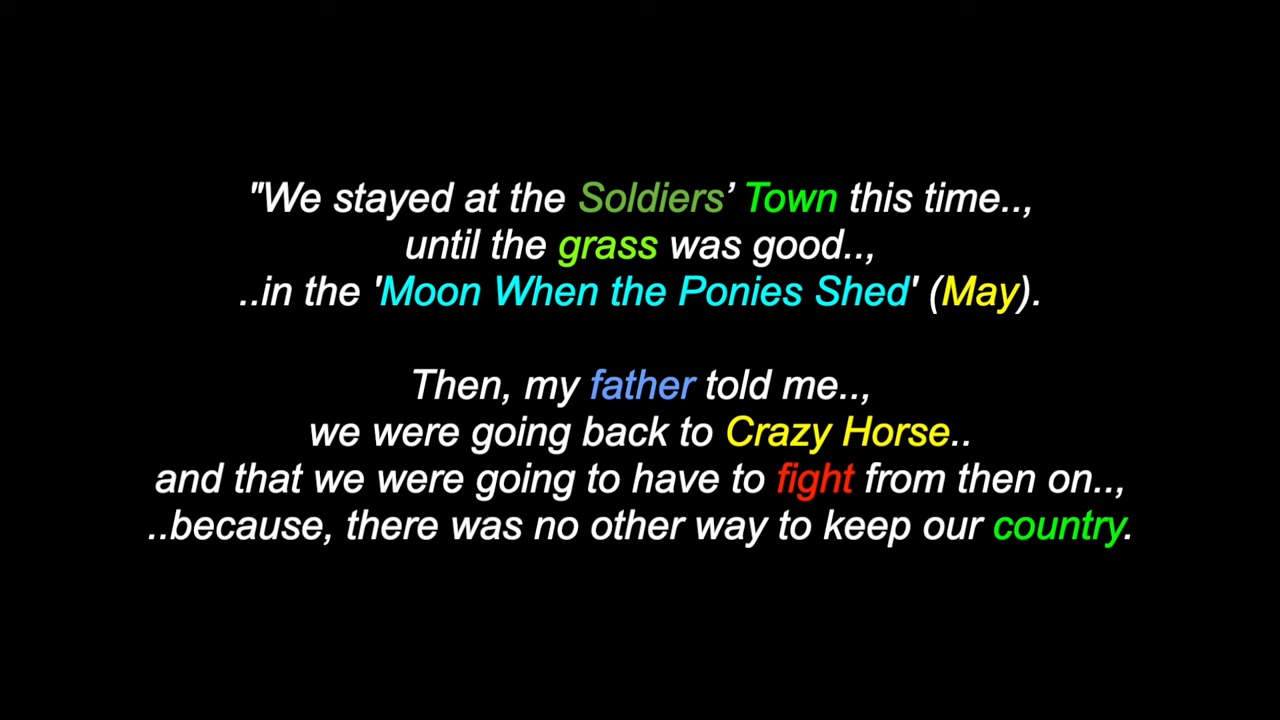 "We stayed at the Soldiers’ Town this time..,
until the grass was good..,
..in the 'Moon When the Ponies Shed' (May).
Then, my father told me..,
we were going back to Crazy Horse..
and that we were going to have to fight from then on..,
..because, there was no other way to keep our country.